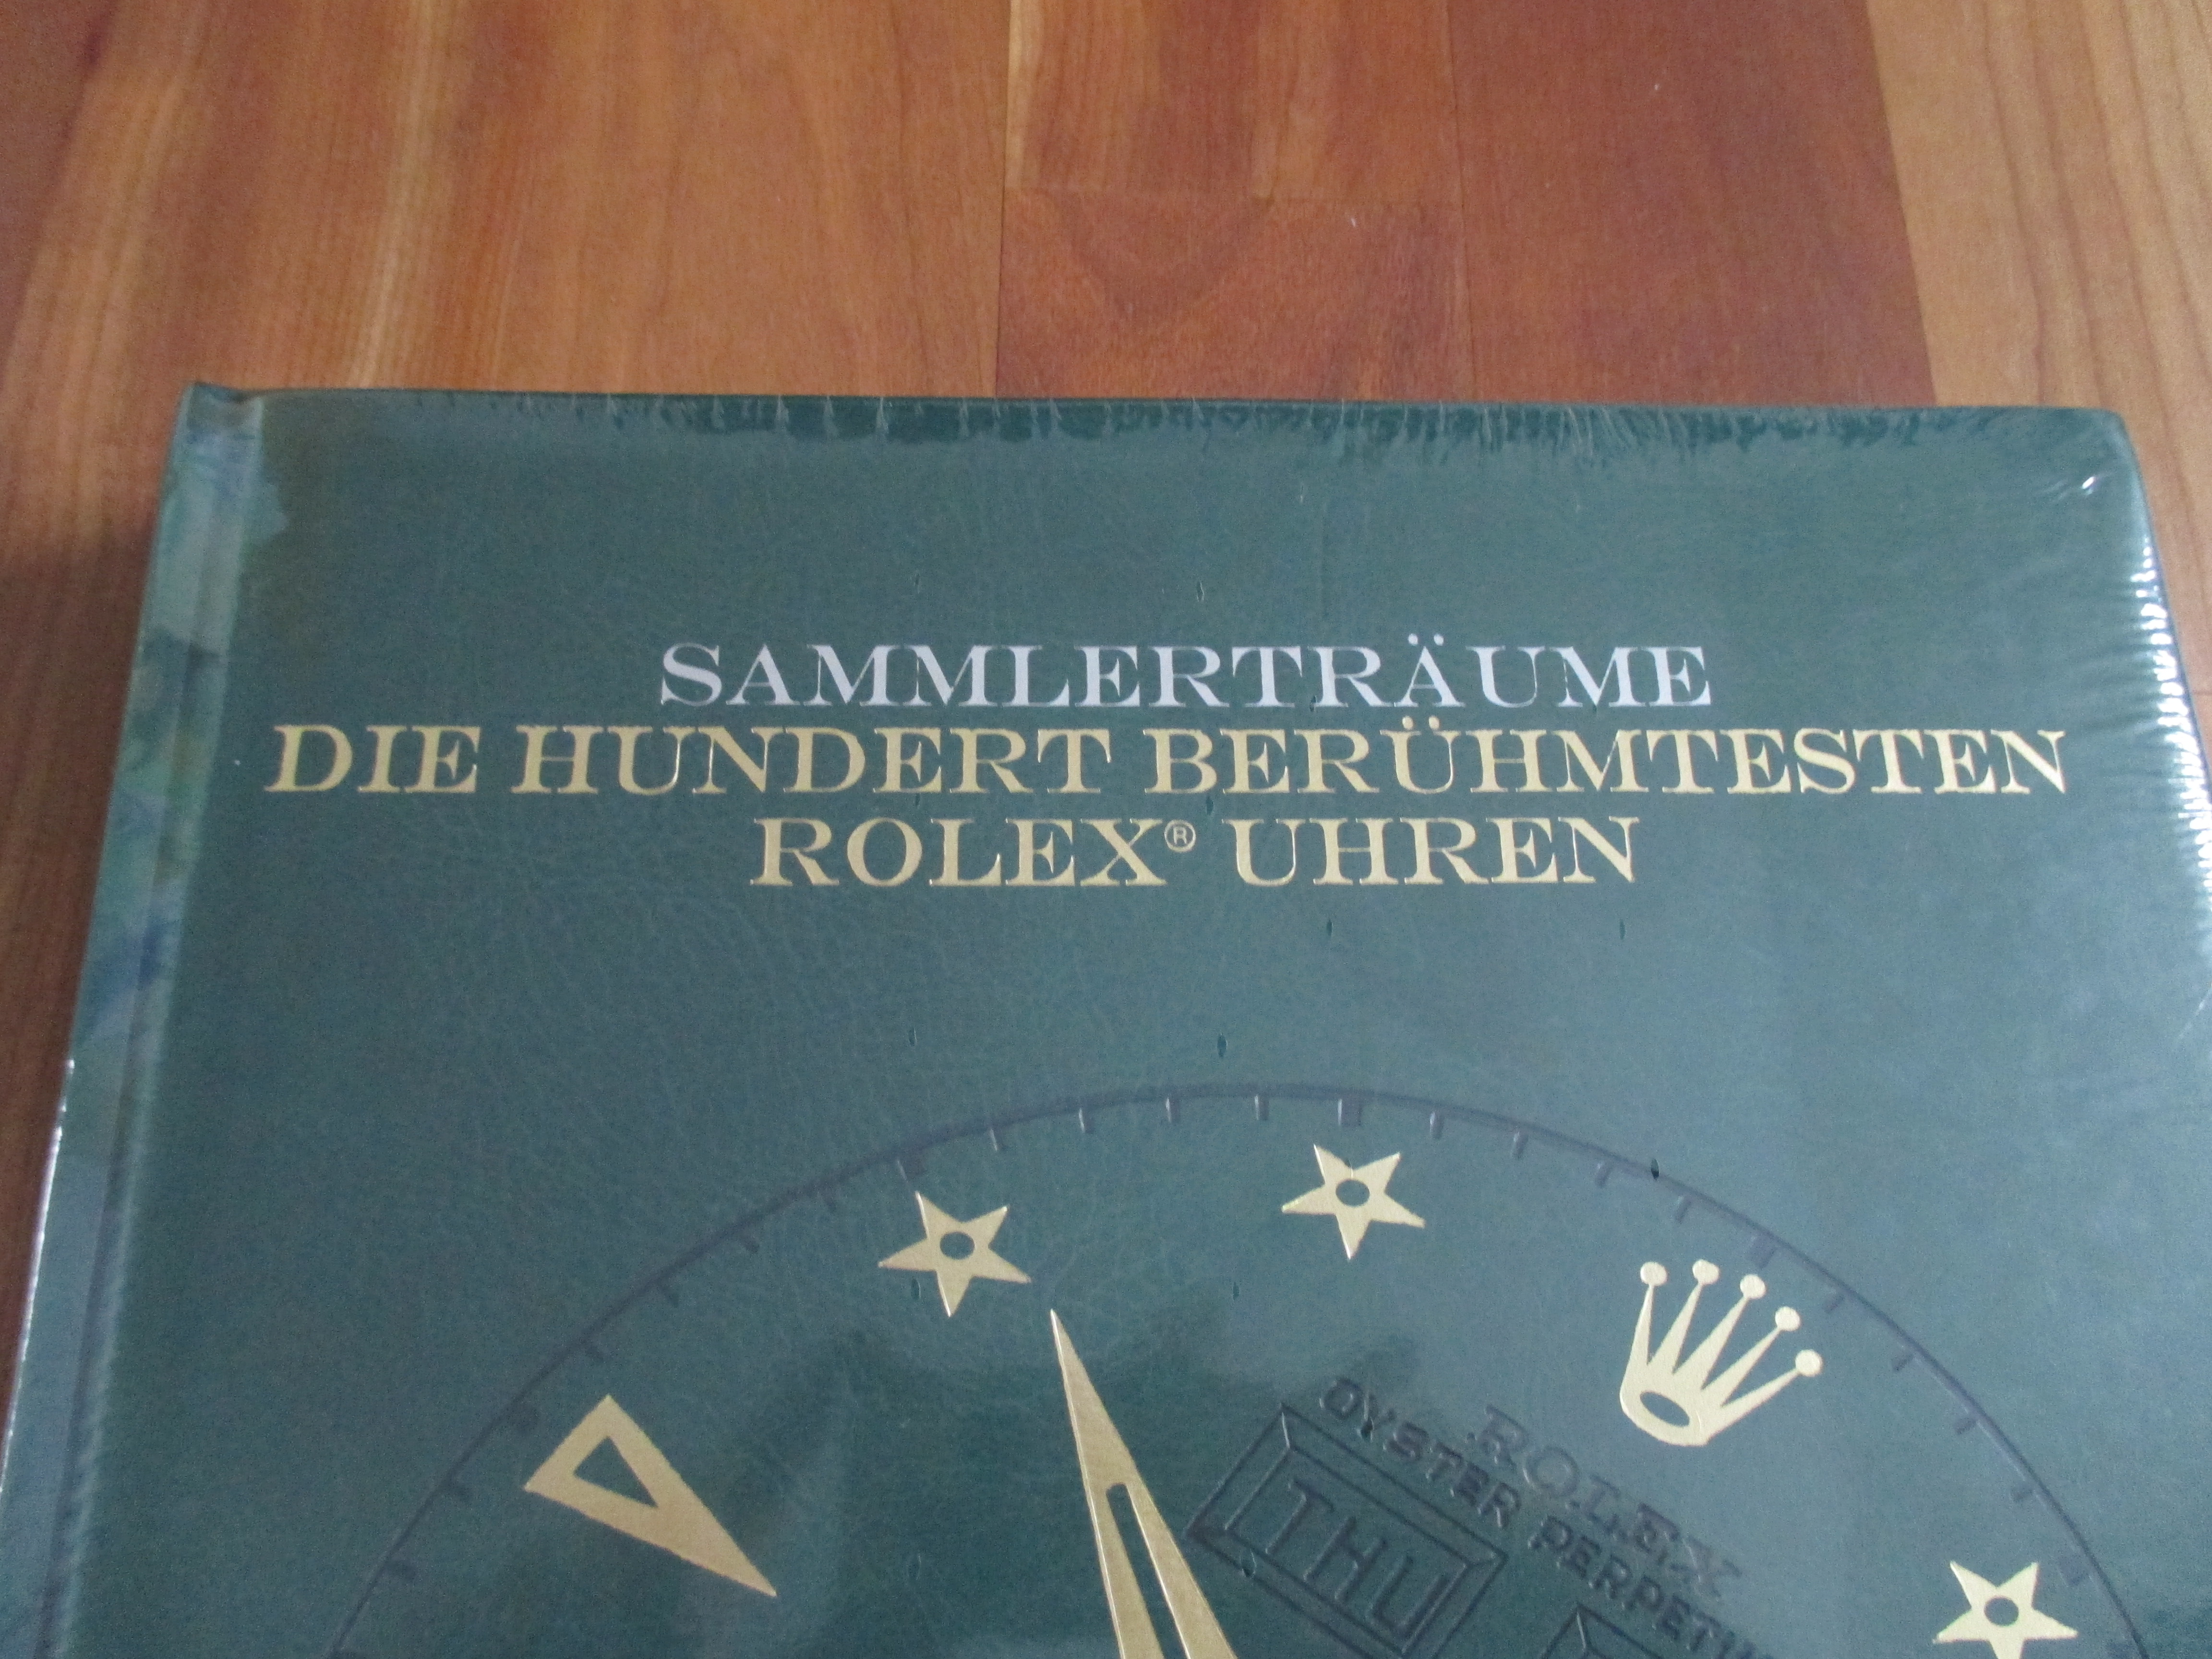 SAMMLERTRÄUME
DIE HUNDERT BERÜHMTESTEN
ROLEX® UHREN
ROLEX
OYSTER PERPETU
THU